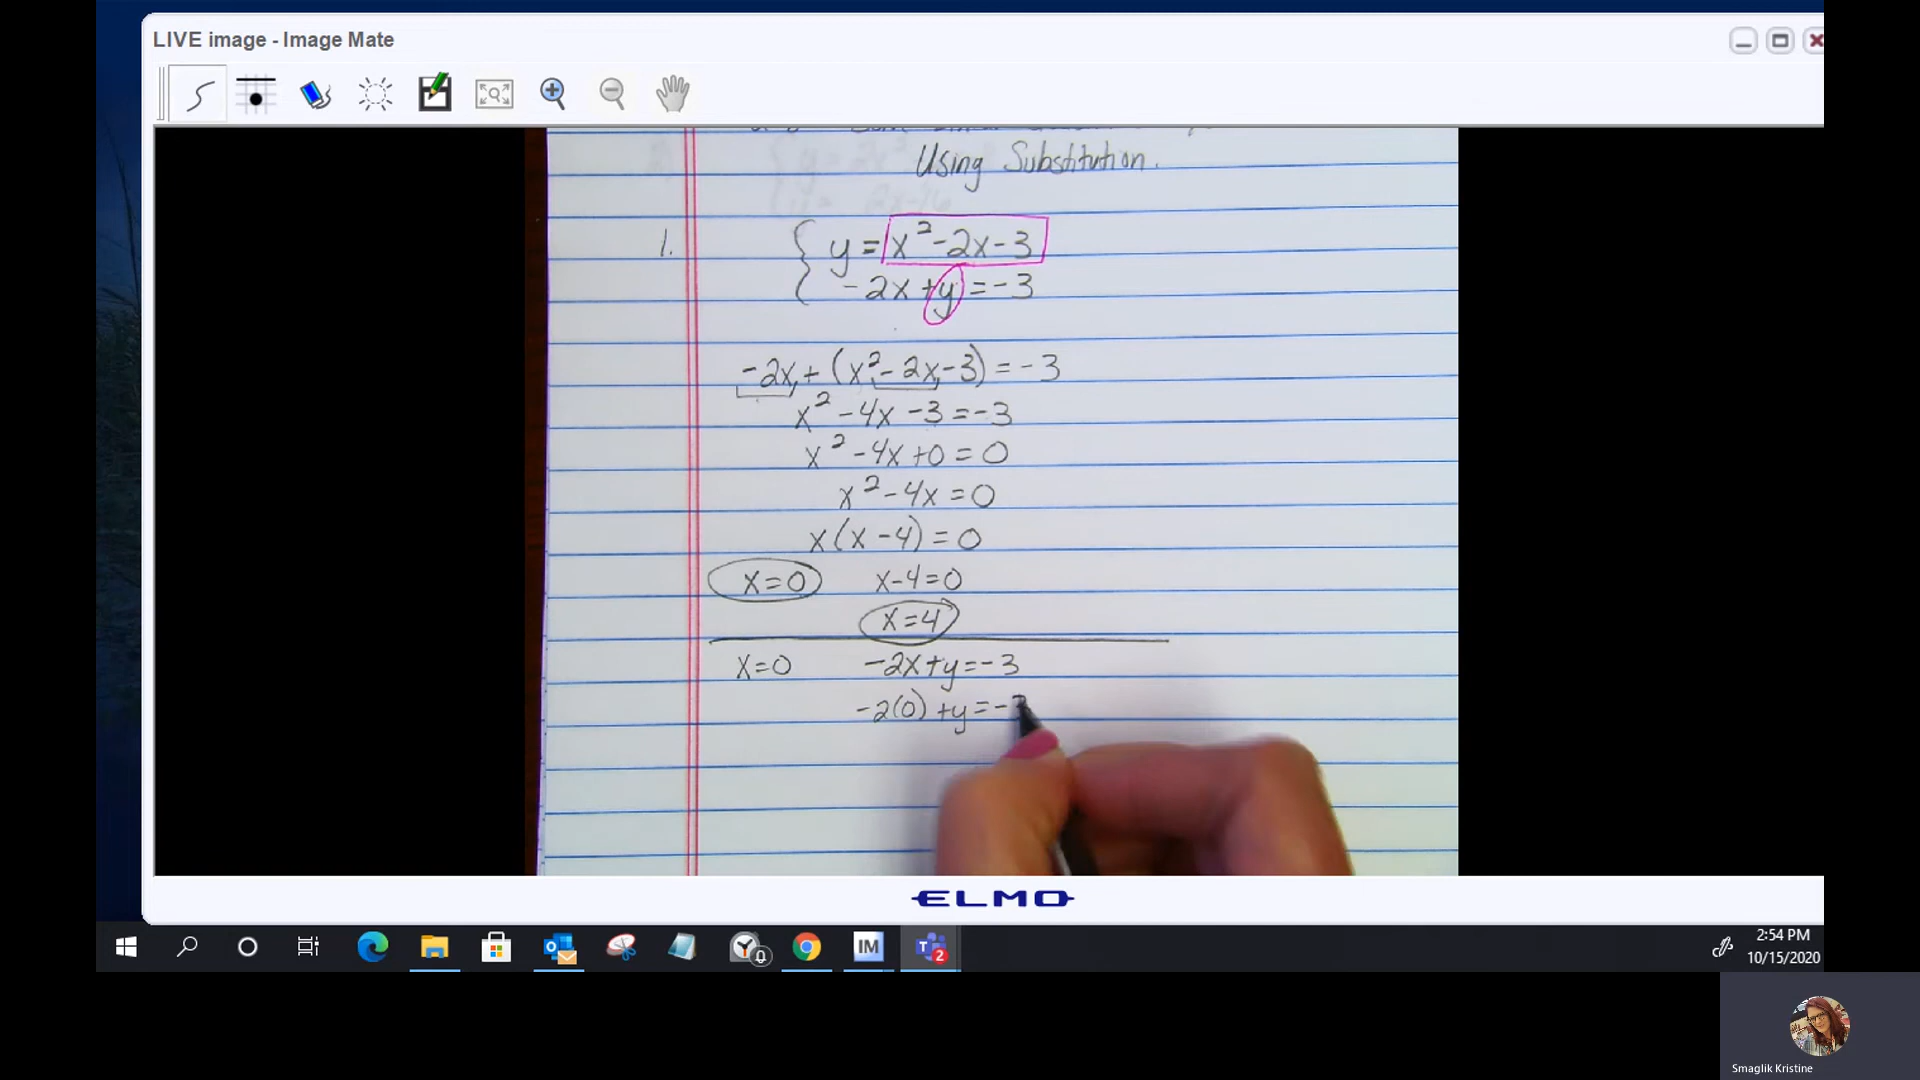 LIVE image - Image Mate
Using Substitution.
1.
y = x² - 2x - 3
-2x + y = -3
-2x + (x² - 2x - 3) = -3
x² - 4x - 3 = -3
x² - 4x + 0 = 0
x² - 4x = 0
x(x - 4) = 0
x = 0 x - 4 = 0
x = 4
x = 0 -2x + y = -3
-2(0) + y = -3
ELMO
IM
T 2
2:54 PM
10/15/2020
Smaglik Kristine